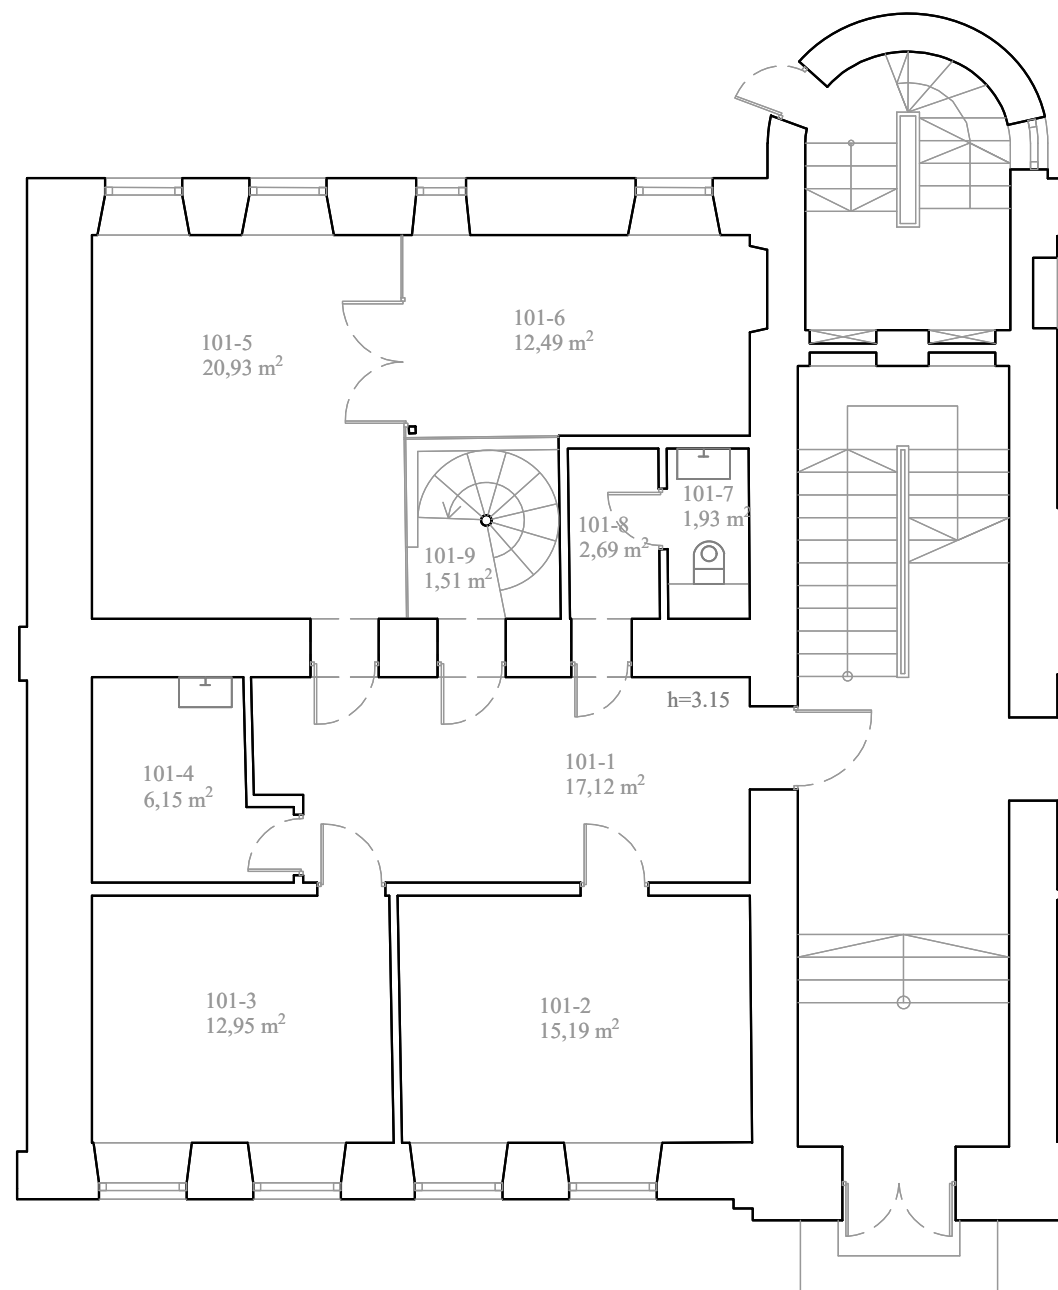 101-6
12,49 m²
101-5
20,93 m²
101-7
1,93 m²
101-8
2,69 m²
101-9
1,51 m²
h=3.15
101-1
17,12 m²
101-4
6,15 m²
101-3
12,95 m²
101-2
15,19 m²